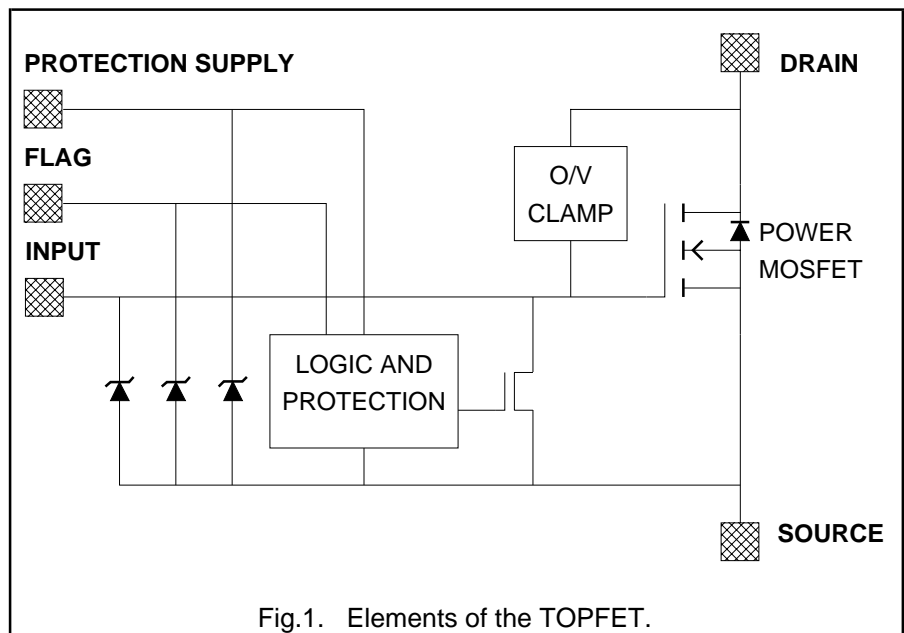 PROTECTION SUPPLY
DRAIN
FLAG
O/V
CLAMP
INPUT
POWER
MOSFET
LOGIC AND
PROTECTION
SOURCE
Fig.1. Elements of the TOPFET.